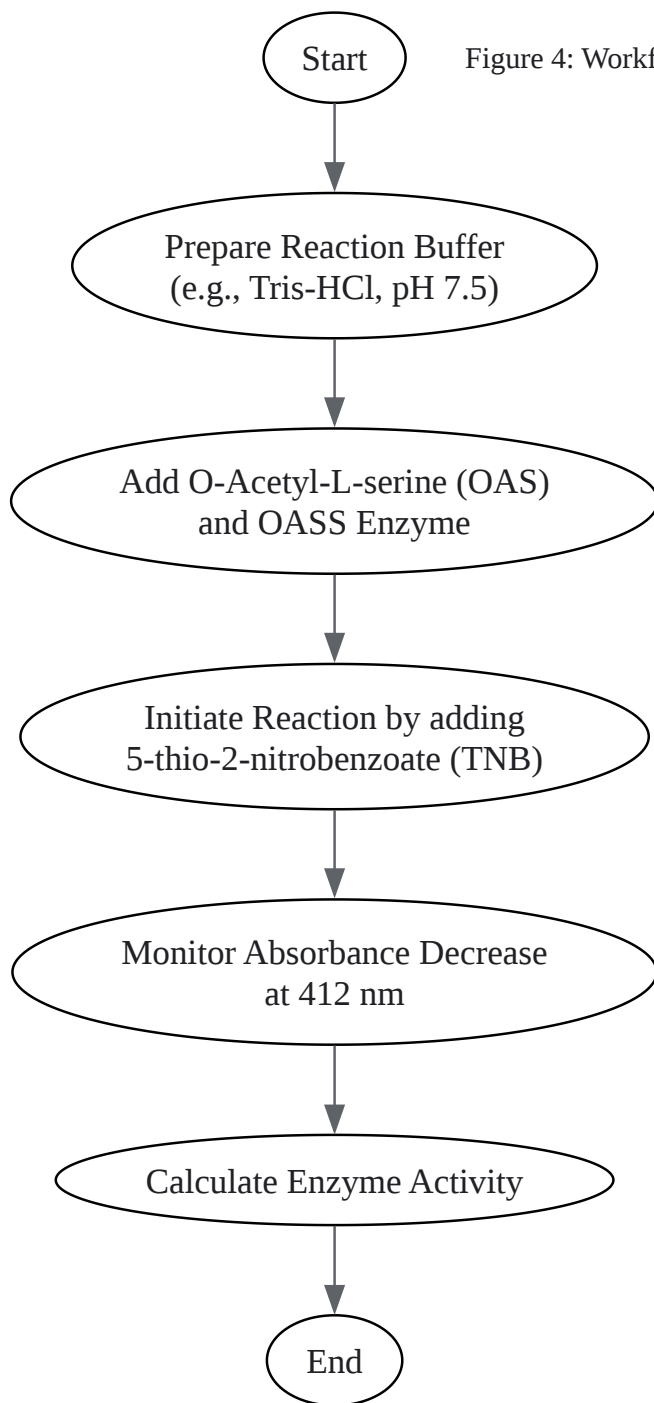 Start
Figure 4:
Prepare Reaction Buffer
(e.g., Tris-HCl, pH 7.5)
Add O-Acetyl-L-serine (OAS)
and OASS Enzyme
Initiate Reaction by adding
5-thio-2-nitrobenzoate (TNB)
Monitor Absorbance Decrease
at 412 nm
Calculate Enzyme Activity
End